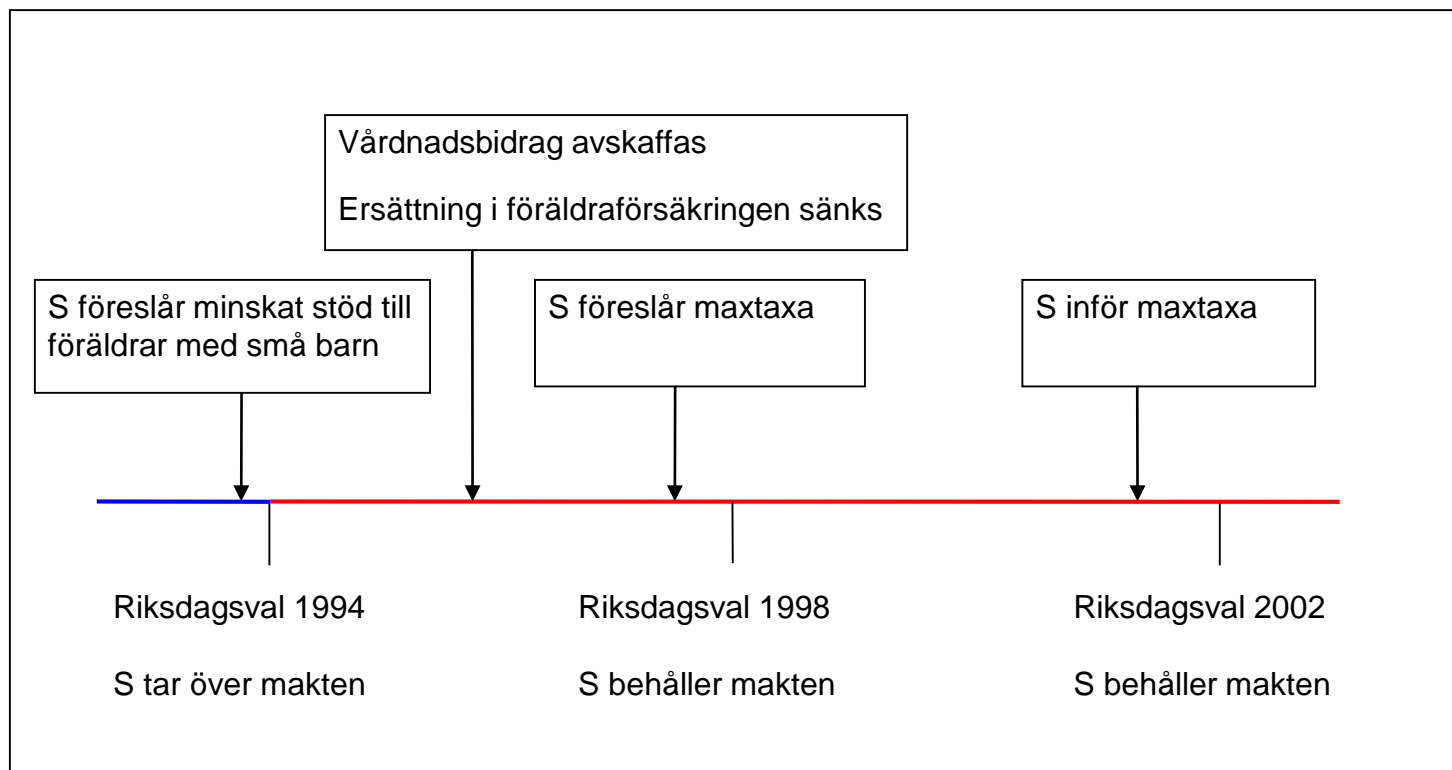 Vårdnadsbidrag avskaffas
Ersättning i föräldraförsäkringen sänks
S föreslår minskat stöd till
föräldrar med små barn
S föreslår maxtaxa
S inför maxtaxa
Riksdagsval 1994
S tar över makten
Riksdagsval 1998
S behåller makten
Riksdagsval 2002
S behåller makten